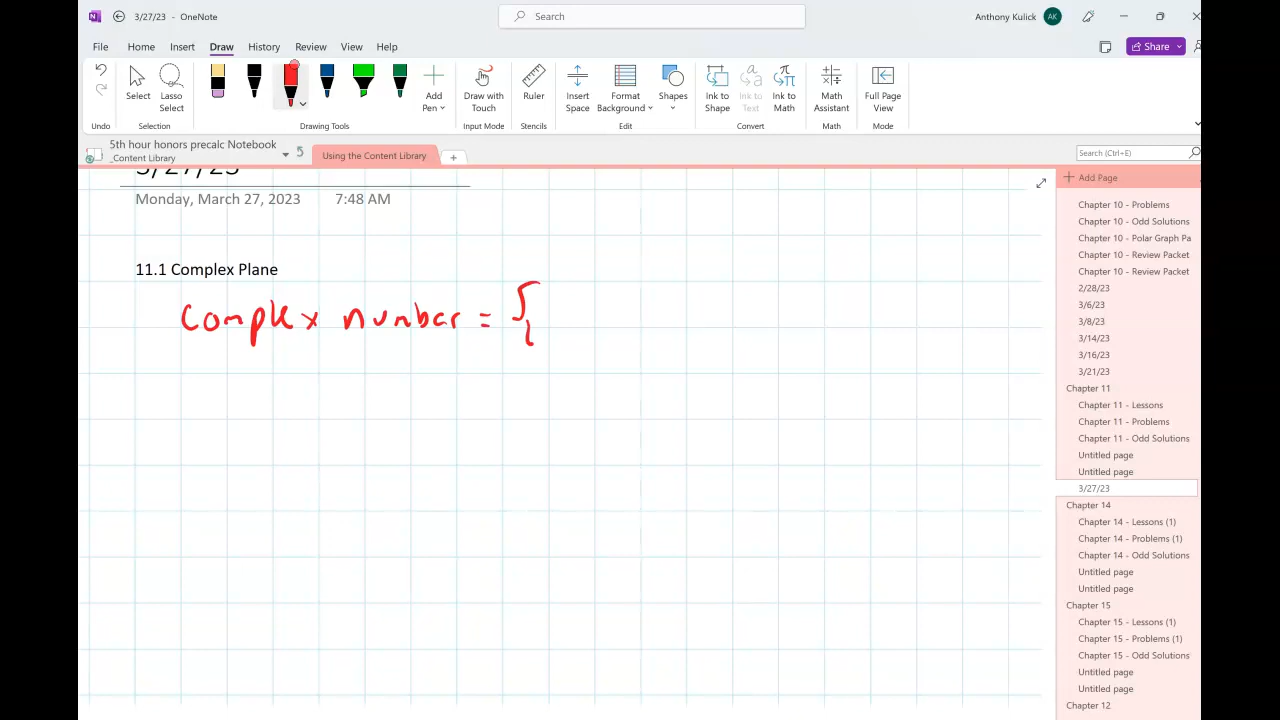 3/27/23 - OneNote
Search
Anthony Kulick
AK
File Home Insert Draw History Review View Help
Share
Undo
Select
Lasso Select
Selection
Drawing Tools
Add Pen
Draw with Touch
Input Mode
Ruler
Stencils
Insert Space
Format Background
Shapes
Edit
Ink to Shape
Ink to Text
Ink to Math
Convert
Math Assistant
Math
Full Page View
Mode
5th hour honors precalc Notebook
_Content Library
Using the Content Library
Search (Ctrl+E)
3/27/23
Monday, March 27, 2023 7:48 AM
11.1 Complex Plane
Complex number = {
Add Page
Chapter 10 - Problems
Chapter 10 - Odd Solutions
Chapter 10 - Polar Graph Pa
Chapter 10 - Review Packet
Chapter 10 - Review Packet
2/28/23
3/6/23
3/8/23
3/14/23
3/16/23
3/21/23
Chapter 11
Chapter 11 - Lessons
Chapter 11 - Problems
Chapter 11 - Odd Solutions
Untitled page
Untitled page
3/27/23
Chapter 14
Chapter 14 - Lessons (1)
Chapter 14 - Problems (1)
Chapter 14 - Odd Solutions
Untitled page
Untitled page
Chapter 15
Chapter 15 - Lessons (1)
Chapter 15 - Problems (1)
Chapter 15 - Odd Solutions
Untitled page
Untitled page
Chapter 12